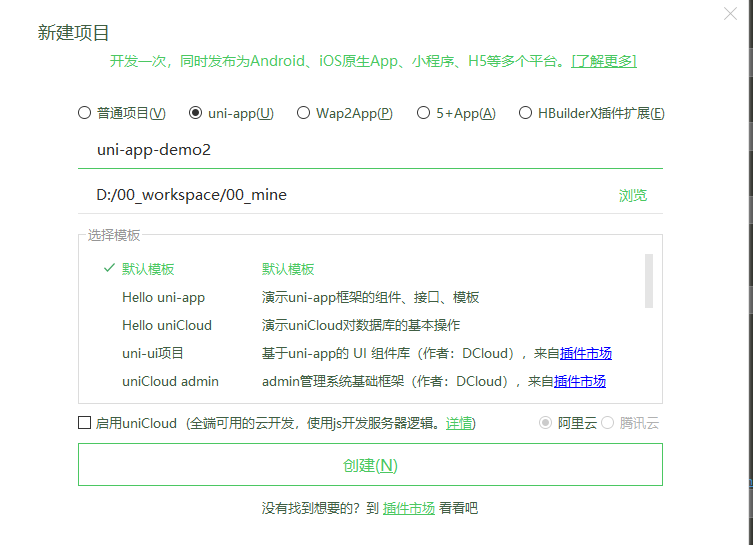 新建项目
开发一次，同时发布为Android、iOS原生App、小程序、H5等多个平台。[了解更多]
普通项目(V) uni-app(U) Wap2App(P) 5+App(A) HBuilderX插件扩展(E)
uni-app-demo2
D:/00_workspace/00_mine 浏览
选择模板
默认模板 默认模板
Hello uni-app 演示uni-app框架的组件、接口、模板
Hello uniCloud 演示uniCloud对数据库的基本操作
uni-ui项目 基于uni-app的 UI 组件库（作者：DCloud），来自插件市场
uniCloud admin admin管理系统基础框架（作者：DCloud），来自插件市场
启用uniCloud（全端可用的云开发，使用js开发服务器逻辑。详情) 阿里云 腾讯云
创建(N)
没有找到想要的？到 插件市场 看看吧